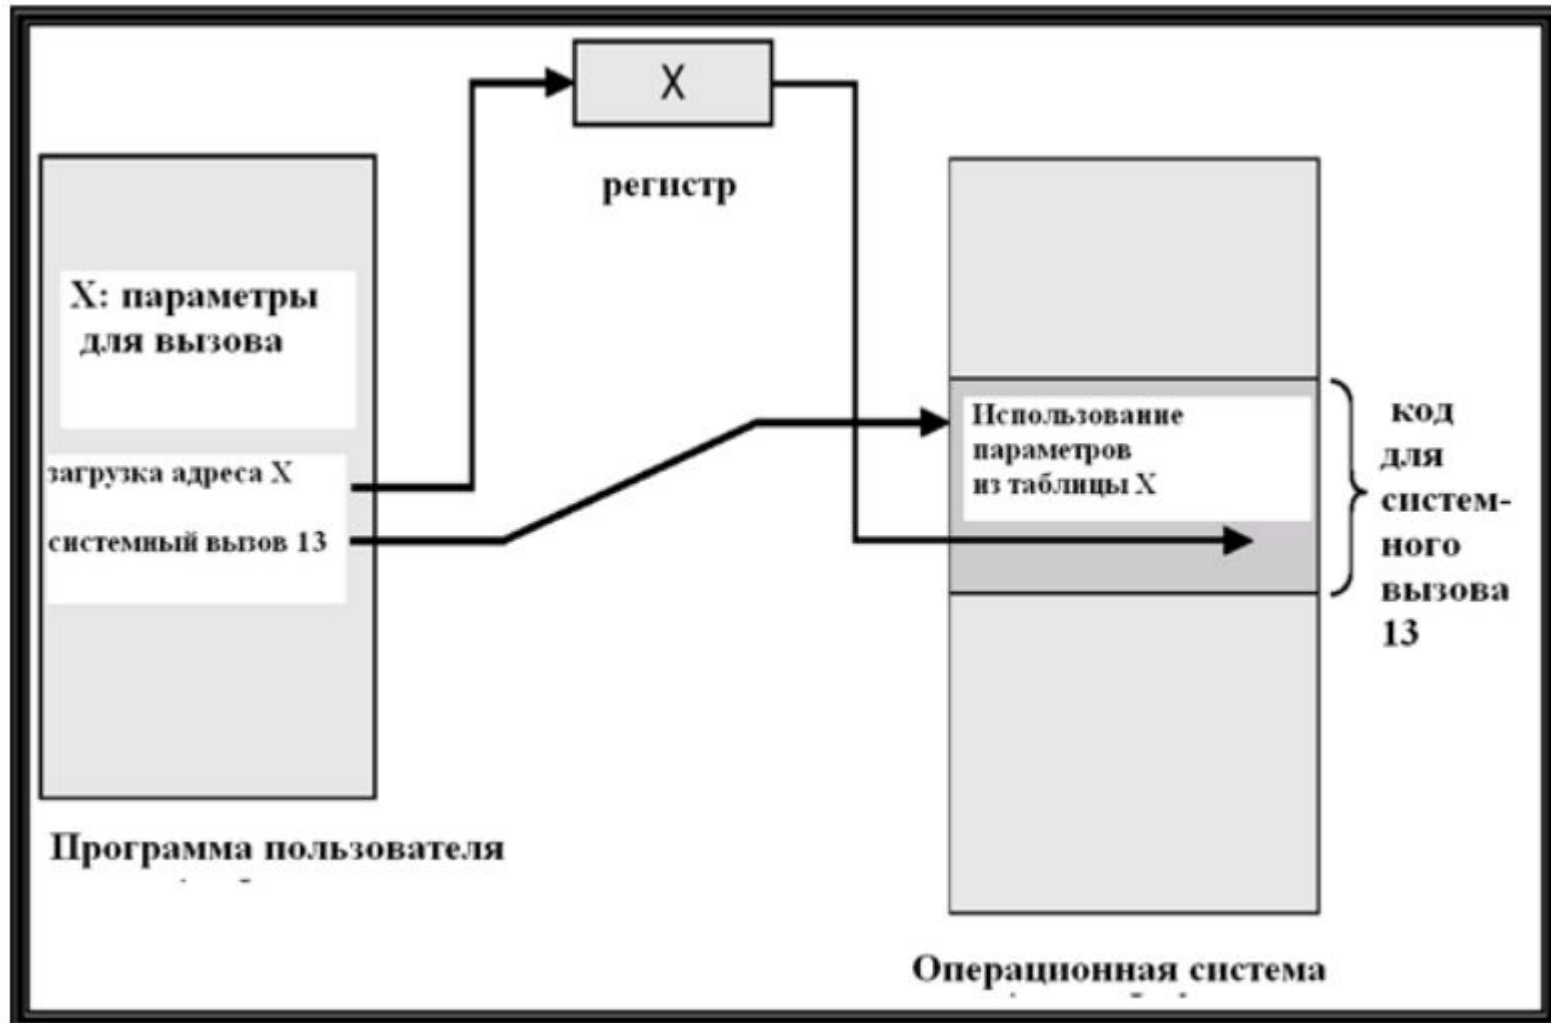 X
регистр
X: параметры
для вызова
загрузка адреса X
системный вызов 13
Программа пользователя
Использование
параметров
из таблицы X
код
для
систем-
ного
вызова
13
Операционная система